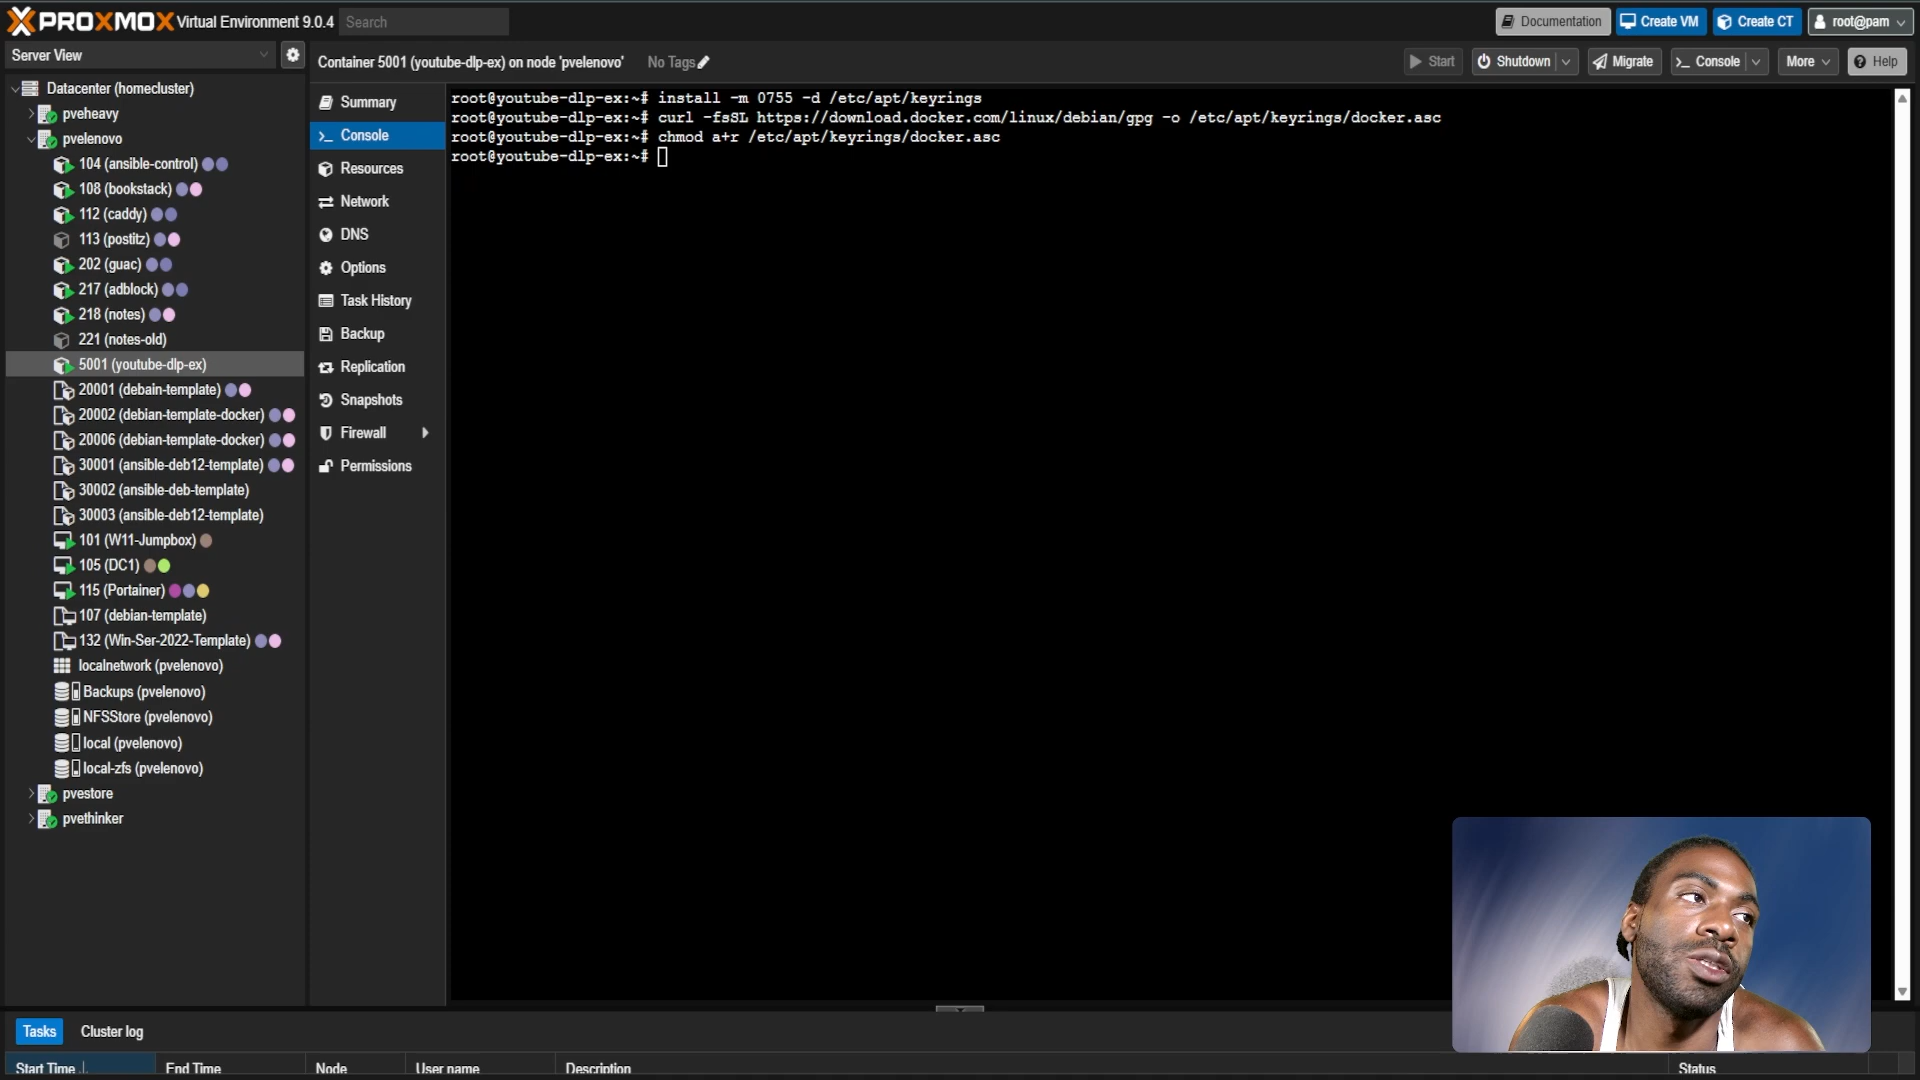 PROXMOX Virtual Environment 9.0.4 Search Documentation Create VM Create CT root@pam
Server View
Container 5001 (youtube-dlp-ex) on node 'pvelenovo' No Tags Start Shutdown Migrate Console More Help
Datacenter (homecluster)
pveheavy
pvelenovo
104 (ansible-control)
108 (bookstack)
112 (caddy)
113 (postitz)
202 (guac)
217 (adblock)
218 (notes)
221 (notes-old)
5001 (youtube-dlp-ex)
20001 (debain-template)
20002 (debian-template-docker)
20006 (debian-template-docker)
30001 (ansible-deb12-template)
30002 (ansible-deb-template)
30003 (ansible-deb12-template)
101 (W11-Jumpbox)
105 (DC1)
115 (Portainer)
107 (debian-template)
132 (Win-Ser-2022-Template)
localnetwork (pvelenovo)
Backups (pvelenovo)
NFSStore (pvelenovo)
local (pvelenovo)
local-zfs (pvelenovo)
pvestore
pvethinker
Summary
Console
Resources
Network
DNS
Options
Task History
Backup
Replication
Snapshots
Firewall
Permissions
root@youtube-dlp-ex:~# install -m 0755 -d /etc/apt/keyrings
root@youtube-dlp-ex:~# curl -fsSL https://download.docker.com/linux/debian/gpg -o /etc/apt/keyrings/docker.asc
root@youtube-dlp-ex:~# chmod a+r /etc/apt/keyrings/docker.asc
root@youtube-dlp-ex:~#
Tasks Cluster log
Start Time End Time Node User name Description Status